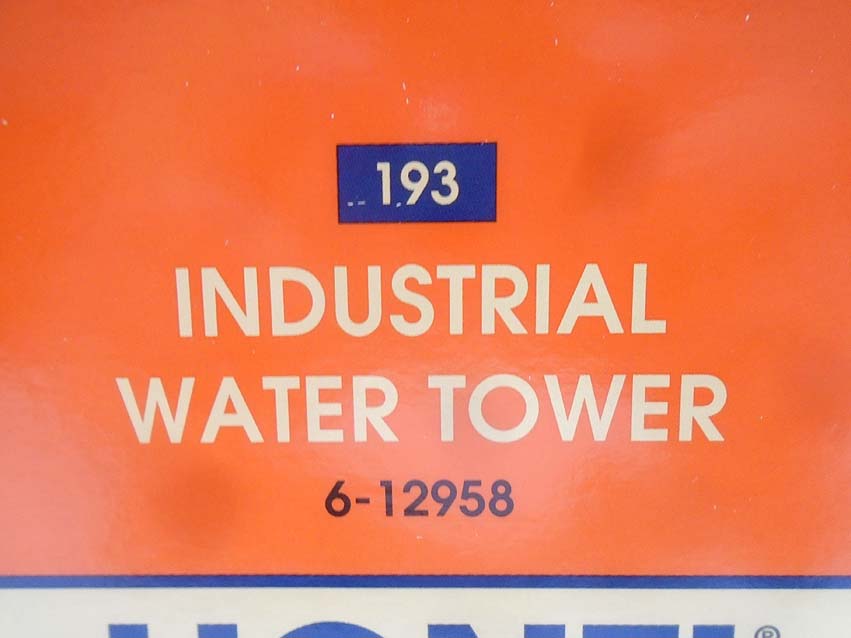 193
INDUSTRIAL
WATER TOWER
6-12958